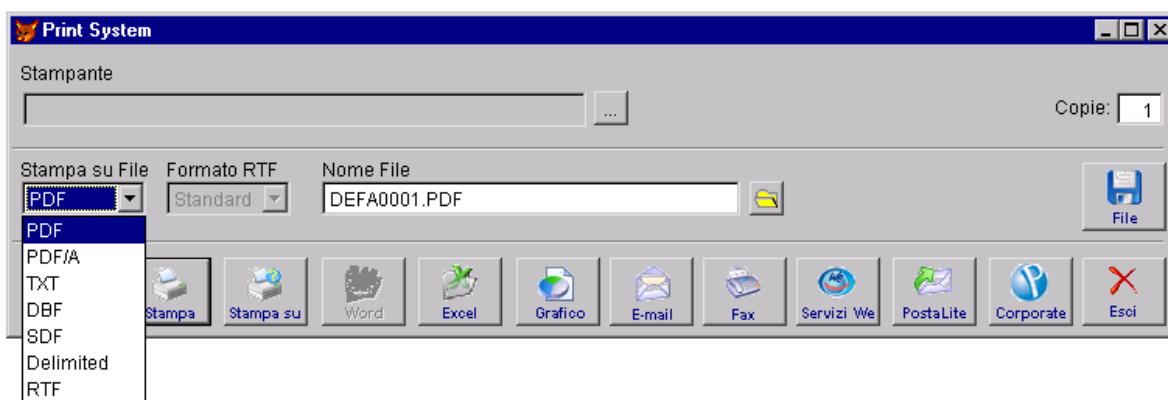 Print System
Stampante
...
Copie: 1
Stampa su File Formato RTF Nome File
PDF Standard DEFA0001.PDF
File
PDF
PDF/A
TXT
DBF
SDF
Delimited
RTF
Stampa Stampa su Word Excel Grafico E-mail Fax Servizi We PostaLite Corporate Esci